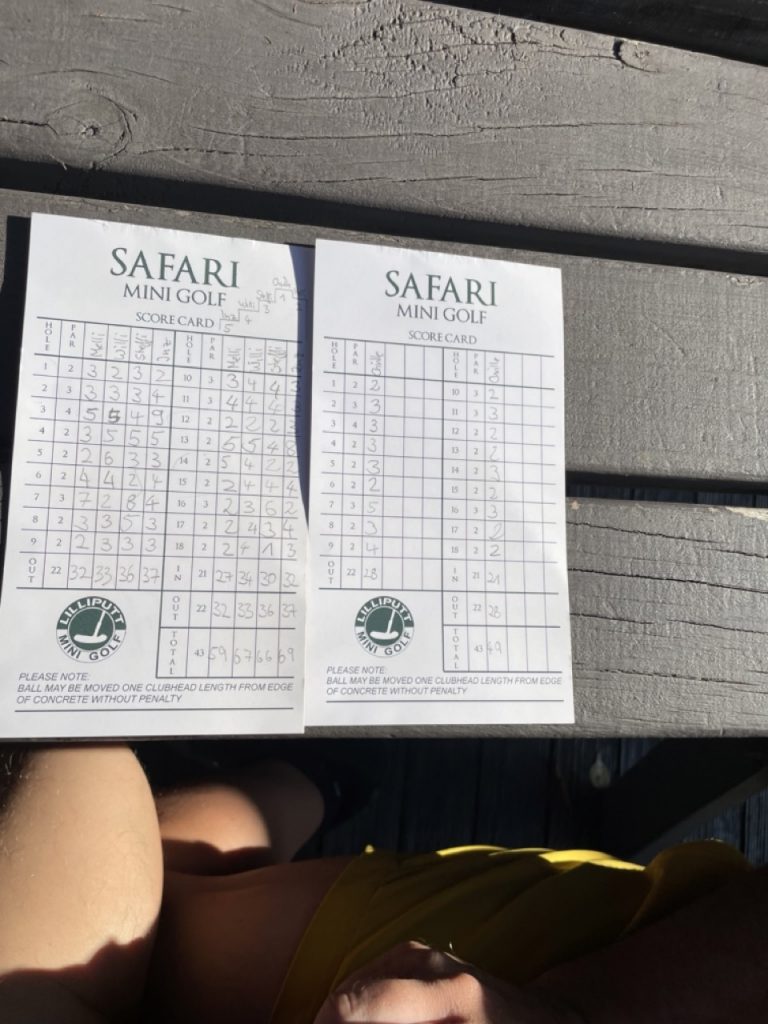 SAFARI
MINI GOLF
SCORE CARD
HOLE PAR Melli Willi Steffi HOLE PAR Melli Willi Steffi
1 2 3 2 3 2 10 3 3 4 4
2 2 3 3 3 4 11 3 4 4 4
3 4 5 5 4 9 12 2 2 2 2
4 2 3 5 5 5 13 2 5 5 4 8
5 2 2 6 3 3 14 2 5 4 2 2
6 2 4 4 2 4 15 2 2 4 4 4
7 3 7 2 8 4 16 3 2 3 6 2
8 2 3 3 5 3 17 2 2 4 3 4
9 2 2 3 3 3 18 2 2 4 1 3
OUT 22 32 33 36 37 IN 21 27 34 30 32
OUT 22 32 33 36 37
TOTAL 43 59 67 66 69
LILLIPUTT
MINI GOLF
PLEASE NOTE:
BALL MAY BE MOVED ONE CLUBHEAD LENGTH FROM EDGE
OF CONCRETE WITHOUT PENALTY
SAFARI
MINI GOLF
SCORE CARD
HOLE PAR HOLE PAR
1 2 2 10 3 2
2 2 3 11 3 3
3 4 3 12 2 2
4 2 3 13 2 2
5 2 3 14 2 3
6 2 2 15 2 2
7 3 5 16 3 3
8 2 3 17 2 2
9 2 4 18 2 2
OUT 22 28 IN 21 21
OUT 22 28
TOTAL 43 49
LILLIPUTT
MINI GOLF
PLEASE NOTE:
BALL MAY BE MOVED ONE CLUBHEAD LENGTH FROM EDGE
OF CONCRETE WITHOUT PENALTY